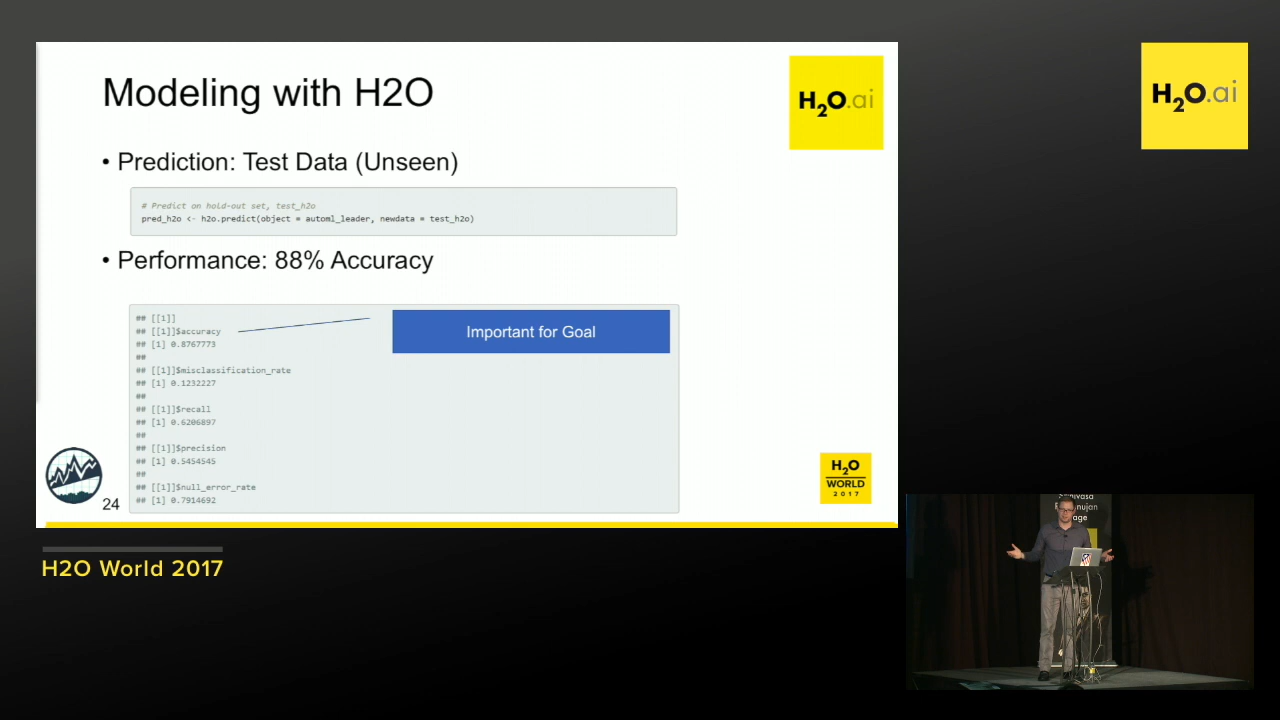 Modeling with H2O
H2O.ai
H2O.ai
• Prediction: Test Data (Unseen)
# Predict on hold-out set, test_h2o
pred_h2o <- h2o.predict(object = automl_leader, newdata = test_h2o)
• Performance: 88% Accuracy
## [[1]]
## [[1]]$accuracy
## [1] 0.8767773
##
## [[1]]$misclassification_rate
## [1] 0.1232227
##
## [[1]]$recall
## [1] 0.6206897
##
## [[1]]$precision
## [1] 0.5454545
##
## [[1]]$null_error_rate
## [1] 0.7914692
Important for Goal
24
H2O
WORLD
2017
H2O World 2017